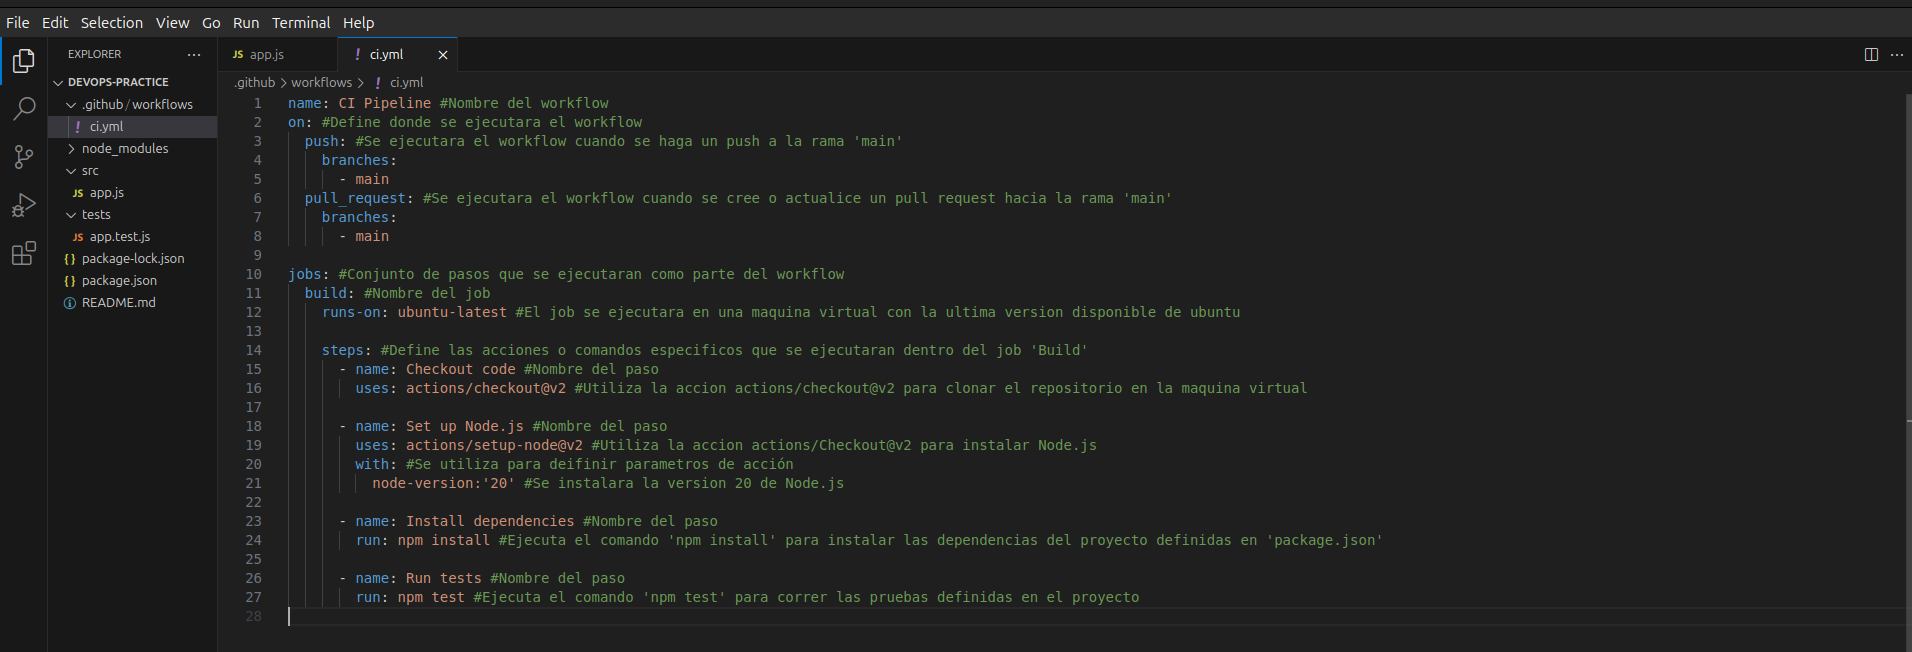 File Edit Selection View Go Run Terminal Help
EXPLORER ...
DEVOPS-PRACTICE
.github/workflows
ci.yml
node_modules
src
JS app.js
tests
JS app.test.js
{} package-lock.json
{} package.json
README.md
JS app.js ! ci.yml
.github > workflows > ! ci.yml
1 name: CI Pipeline #Nombre del workflow
2 on: #Define donde se ejecutara el workflow
3 push: #Se ejecutara el workflow cuando se haga un push a la rama 'main'
4 branches:
5 - main
6 pull_request: #Se ejecutara el workflow cuando se cree o actualice un pull request hacia la rama 'main'
7 branches:
8 - main
9
10 jobs: #Conjunto de pasos que se ejecutaran como parte del workflow
11 build: #Nombre del job
12 runs-on: ubuntu-latest #El job se ejecutara en una maquina virtual con la ultima version disponible de ubuntu
13
14 steps: #Define las acciones o comandos especificos que se ejecutaran dentro del job 'Build'
15 - name: Checkout code #Nombre del paso
16 uses: actions/checkout@v2 #Utiliza la accion actions/checkout@v2 para clonar el repositorio en la maquina virtual
17
18 - name: Set up Node.js #Nombre del paso
19 uses: actions/setup-node@v2 #Utiliza la accion actions/Checkout@v2 para instalar Node.js
20 with: #Se utiliza para deifinir parametros de acción
21 node-version:'20' #Se instalara la version 20 de Node.js
22
23 - name: Install dependencies #Nombre del paso
24 run: npm install #Ejecuta el comando 'npm install' para instalar las dependencias del proyecto definidas en 'package.json'
25
26 - name: Run tests #Nombre del paso
27 run: npm test #Ejecuta el comando 'npm test' para correr las pruebas definidas en el proyecto
28